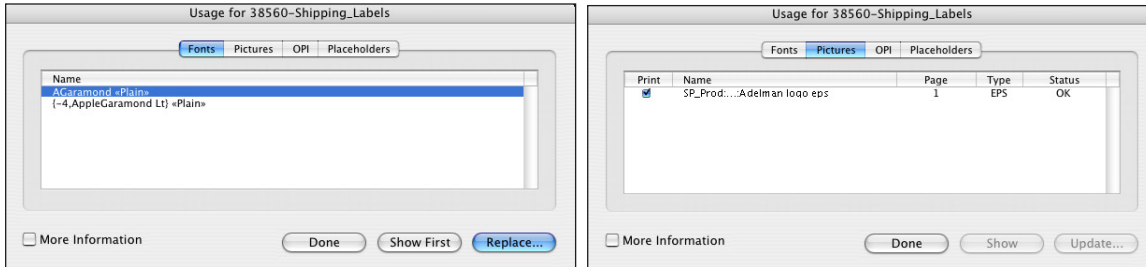 Usage for 38560-Shipping_Labels
Fonts Pictures OPI Placeholders
Name
AGaramond «Plain»
{-4,AppleGaramond Lt} «Plain»
More Information
Done Show First Replace...
Usage for 38560-Shipping_Labels
Fonts Pictures OPI Placeholders
Print Name Page Type Status
SP_Prod:...:Adelman logo eps 1 EPS OK
More Information
Done Show Update...